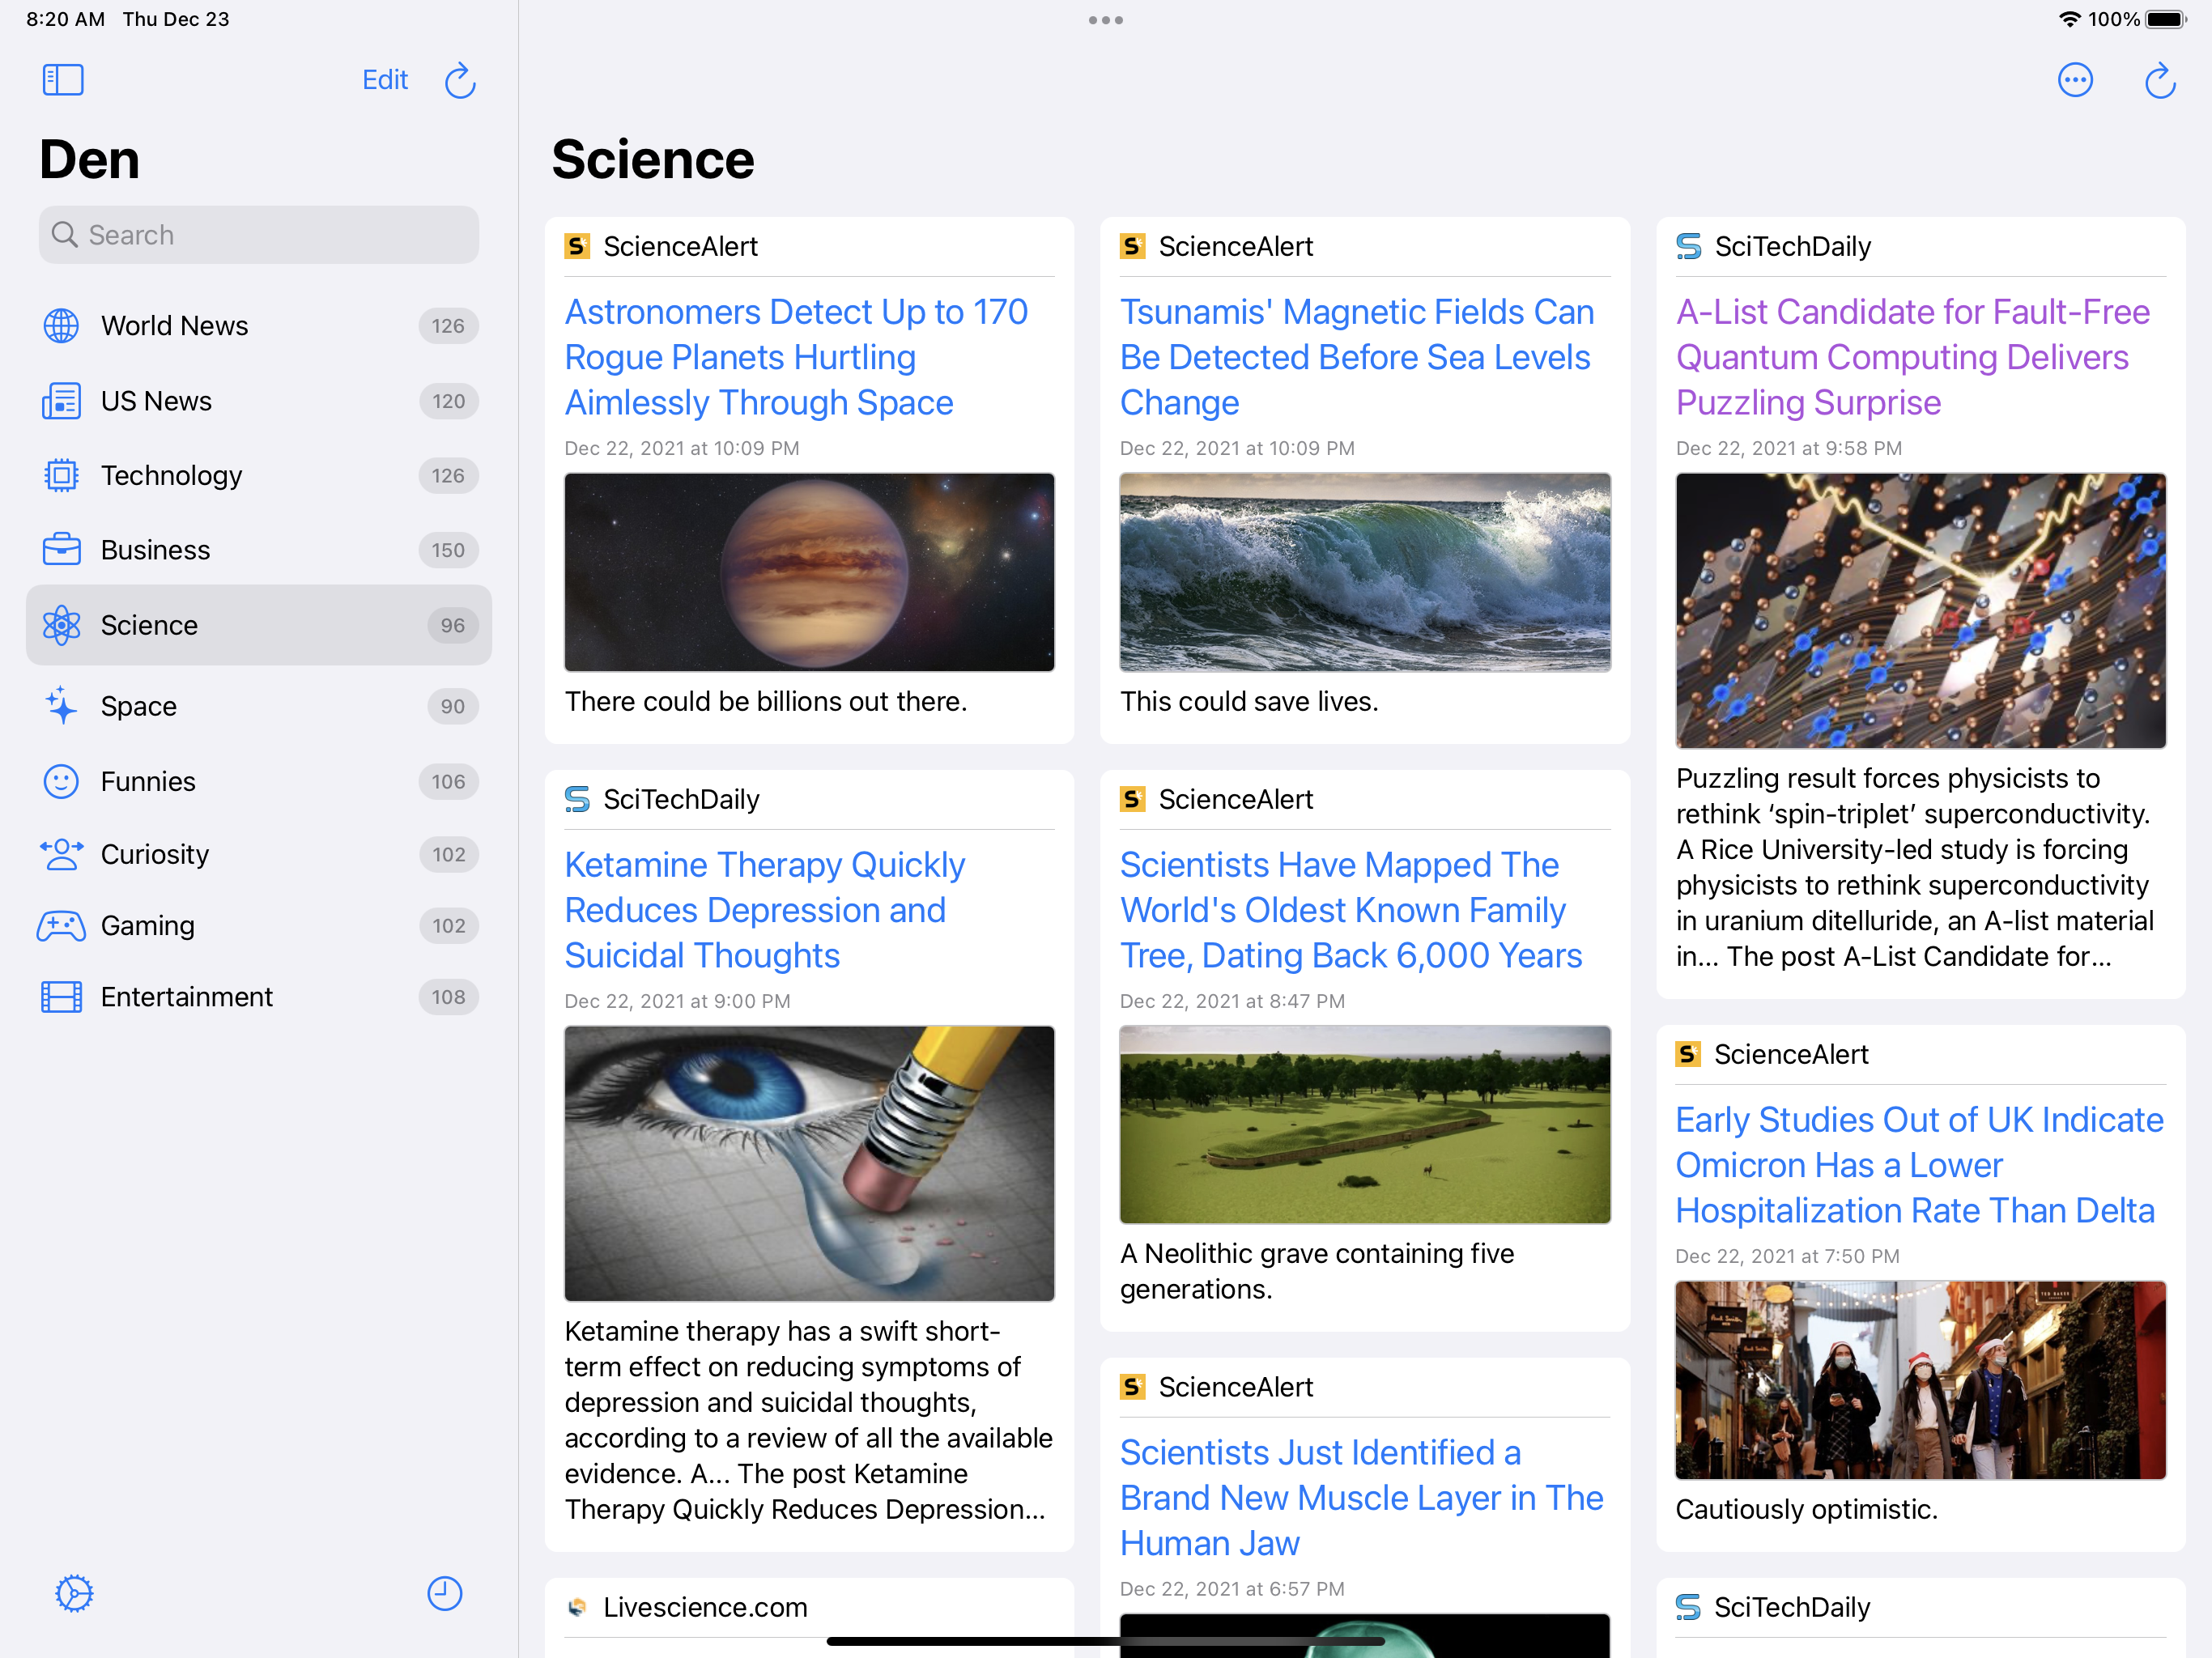 8:20 AM Thu Dec 23
100%
Edit
Den
Search
World News 126
US News 120
Technology 126
Business 150
Science 96
Space 90
Funnies 106
Curiosity 102
Gaming 102
Entertainment 108
Science
ScienceAlert
Astronomers Detect Up to 170
Rogue Planets Hurtling
Aimlessly Through Space
Dec 22, 2021 at 10:09 PM
There could be billions out there.
SciTechDaily
Ketamine Therapy Quickly
Reduces Depression and
Suicidal Thoughts
Dec 22, 2021 at 9:00 PM
Ketamine therapy has a swift short-
term effect on reducing symptoms of
depression and suicidal thoughts,
according to a review of all the available
evidence. A... The post Ketamine
Therapy Quickly Reduces Depression...
Livescience.com
ScienceAlert
Tsunamis' Magnetic Fields Can
Be Detected Before Sea Levels
Change
Dec 22, 2021 at 10:09 PM
This could save lives.
ScienceAlert
Scientists Have Mapped The
World's Oldest Known Family
Tree, Dating Back 6,000 Years
Dec 22, 2021 at 8:47 PM
A Neolithic grave containing five
generations.
ScienceAlert
Scientists Just Identified a
Brand New Muscle Layer in The
Human Jaw
Dec 22, 2021 at 6:57 PM
SciTechDaily
A-List Candidate for Fault-Free
Quantum Computing Delivers
Puzzling Surprise
Dec 22, 2021 at 9:58 PM
Puzzling result forces physicists to
rethink ‘spin-triplet’ superconductivity.
A Rice University-led study is forcing
physicists to rethink superconductivity
in uranium ditelluride, an A-list material
in... The post A-List Candidate for...
ScienceAlert
Early Studies Out of UK Indicate
Omicron Has a Lower
Hospitalization Rate Than Delta
Dec 22, 2021 at 7:50 PM
Cautiously optimistic.
SciTechDaily